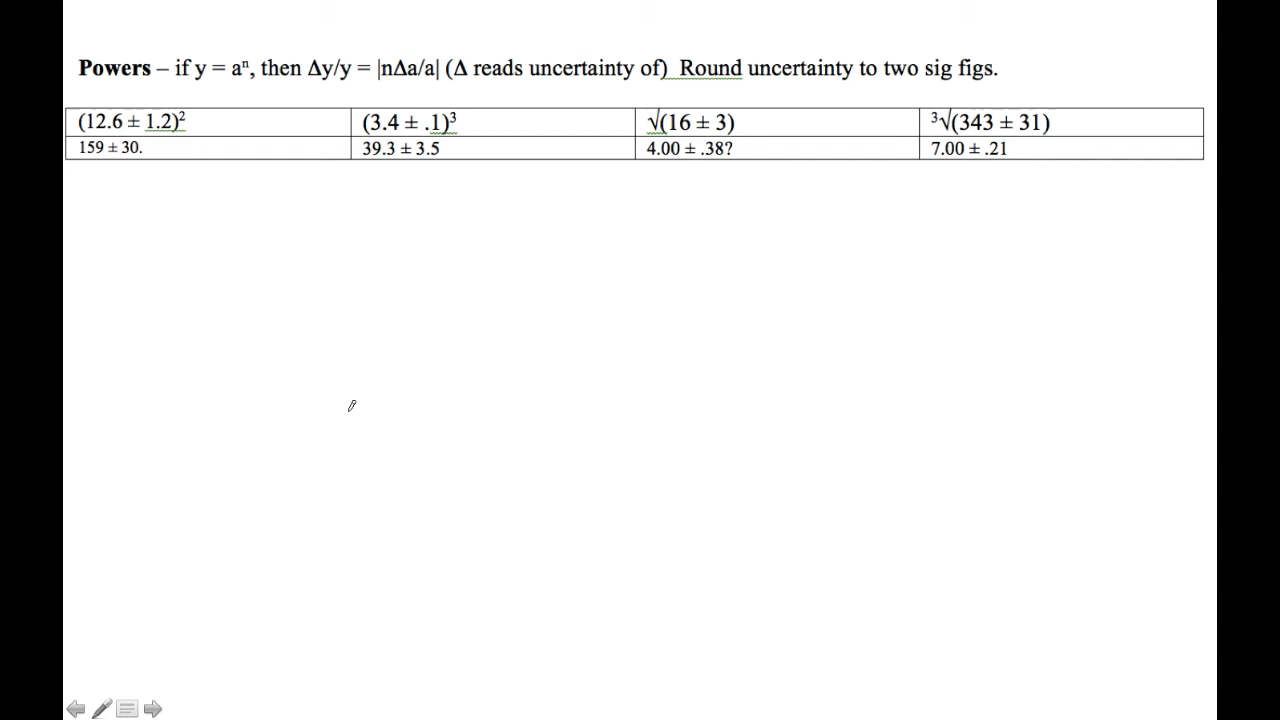 Powers – if y = aⁿ, then Δy/y = |nΔa/a| (Δ reads uncertainty of)  Round uncertainty to two sig figs.
(12.6 ± 1.2)² (3.4 ± .1)³ √(16 ± 3) ³√(343 ± 31)
159 ± 30. 39.3 ± 3.5 4.00 ± .38? 7.00 ± .21